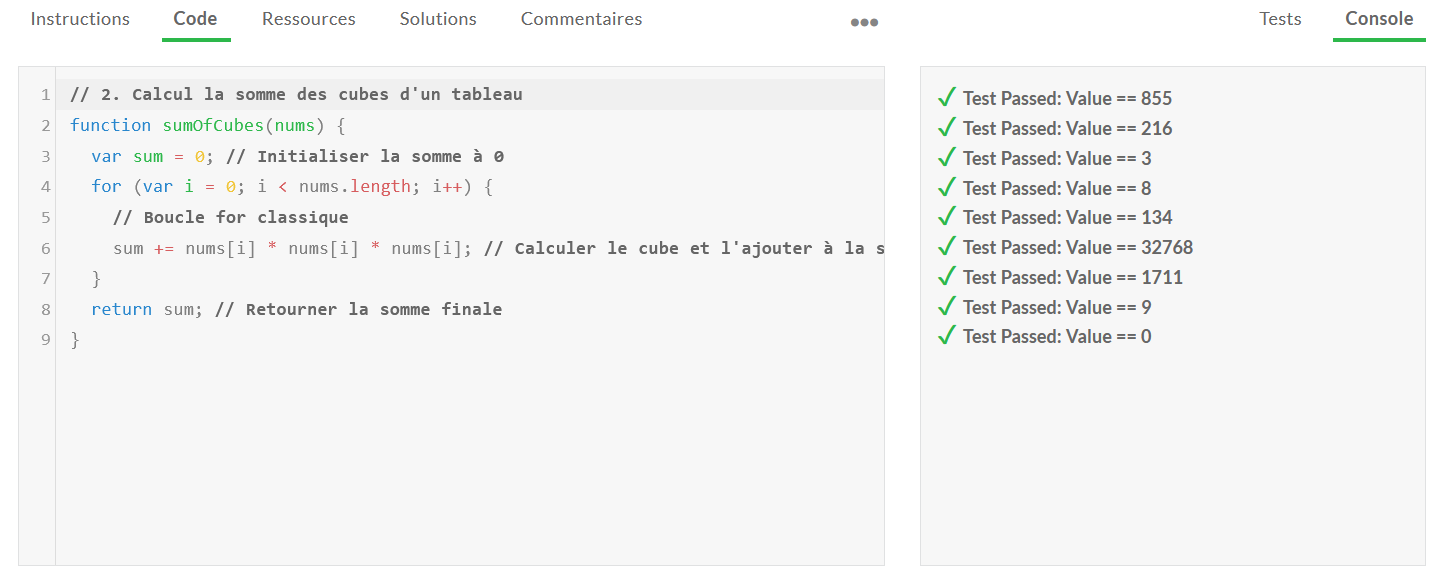 Instructions Code Ressources Solutions Commentaires ••• Tests Console
1 // 2. Calcul la somme des cubes d'un tableau
2 function sumOfCubes(nums) {
3 var sum = 0; // Initialiser la somme à 0
4 for (var i = 0; i < nums.length; i++) {
5 // Boucle for classique
6 sum += nums[i] * nums[i] * nums[i]; // Calculer le cube et l'ajouter à la s
7 }
8 return sum; // Retourner la somme finale
9 }
✓ Test Passed: Value == 855
✓ Test Passed: Value == 216
✓ Test Passed: Value == 3
✓ Test Passed: Value == 8
✓ Test Passed: Value == 134
✓ Test Passed: Value == 32768
✓ Test Passed: Value == 1711
✓ Test Passed: Value == 9
✓ Test Passed: Value == 0